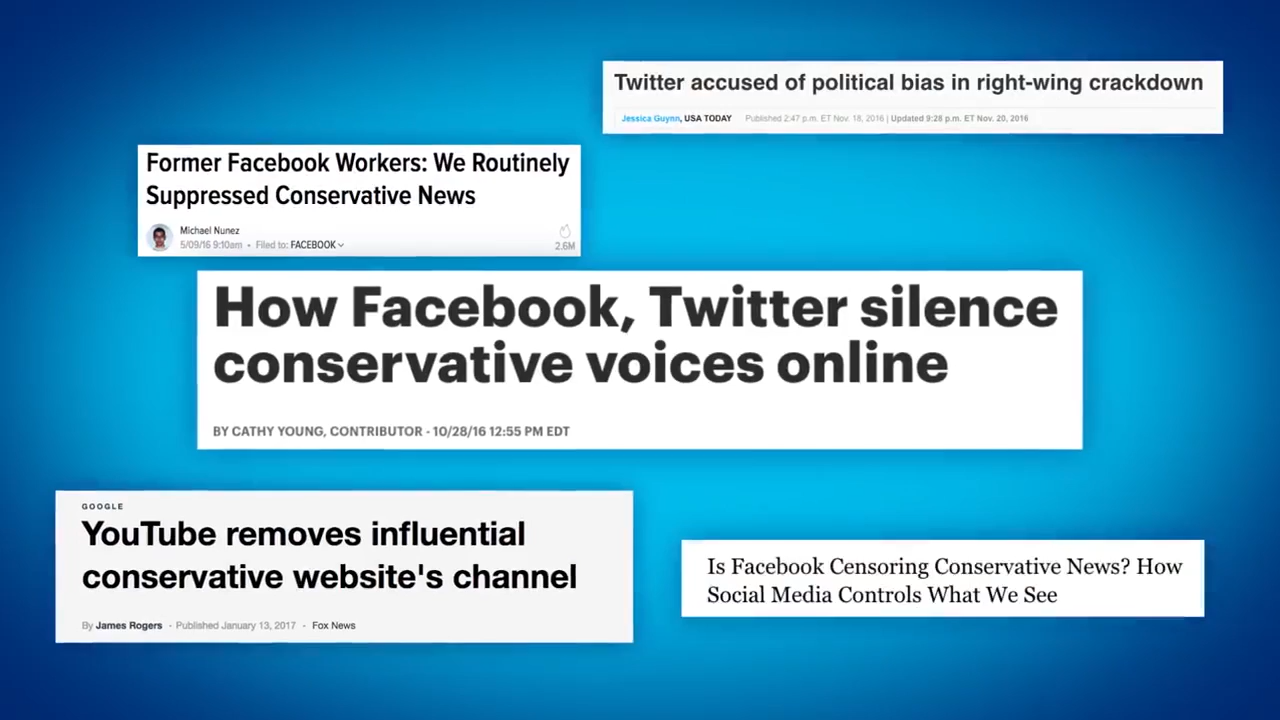 Twitter accused of political bias in right-wing crackdown
Jessica Guynn, USA TODAY Published 2:47 p.m. ET Nov. 18, 2016 | Updated 9:28 p.m. ET Nov. 20, 2016
Former Facebook Workers: We Routinely
Suppressed Conservative News
Michael Nunez
5/09/16 9:10am • Filed to: FACEBOOK
2.6M
How Facebook, Twitter silence
conservative voices online
BY CATHY YOUNG, CONTRIBUTOR - 10/28/16 12:55 PM EDT
GOOGLE
YouTube removes influential
conservative website's channel
By James Rogers · Published January 13, 2017 · Fox News
Is Facebook Censoring Conservative News? How
Social Media Controls What We See